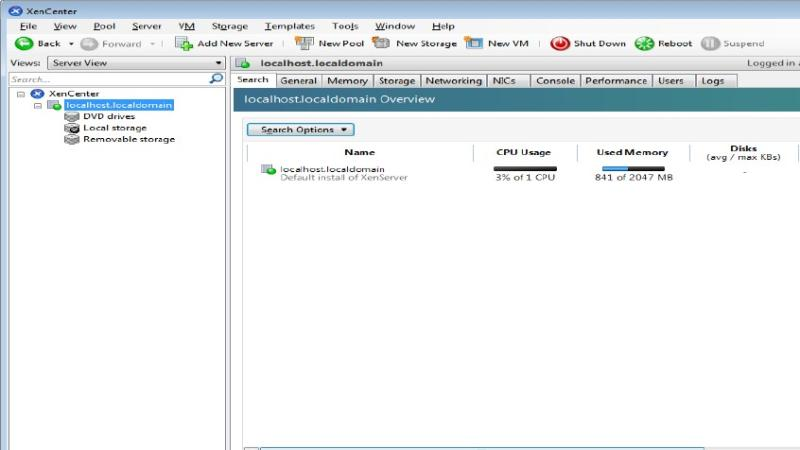 XenCenter
File View Pool Server VM Storage Templates Tools Window Help
Back Forward Add New Server New Pool New Storage New VM Shut Down Reboot Suspend
Views: Server View
localhost.localdomain Logged in
Search...
Search General Memory Storage Networking NICs Console Performance Users Logs
XenCenter
localhost.localdomain
DVD drives
Local storage
Removable storage
localhost.localdomain Overview
Search Options
Name CPU Usage Used Memory Disks
(avg / max KBs)
localhost.localdomain
Default install of XenServer 3% of 1 CPU 841 of 2047 MB -